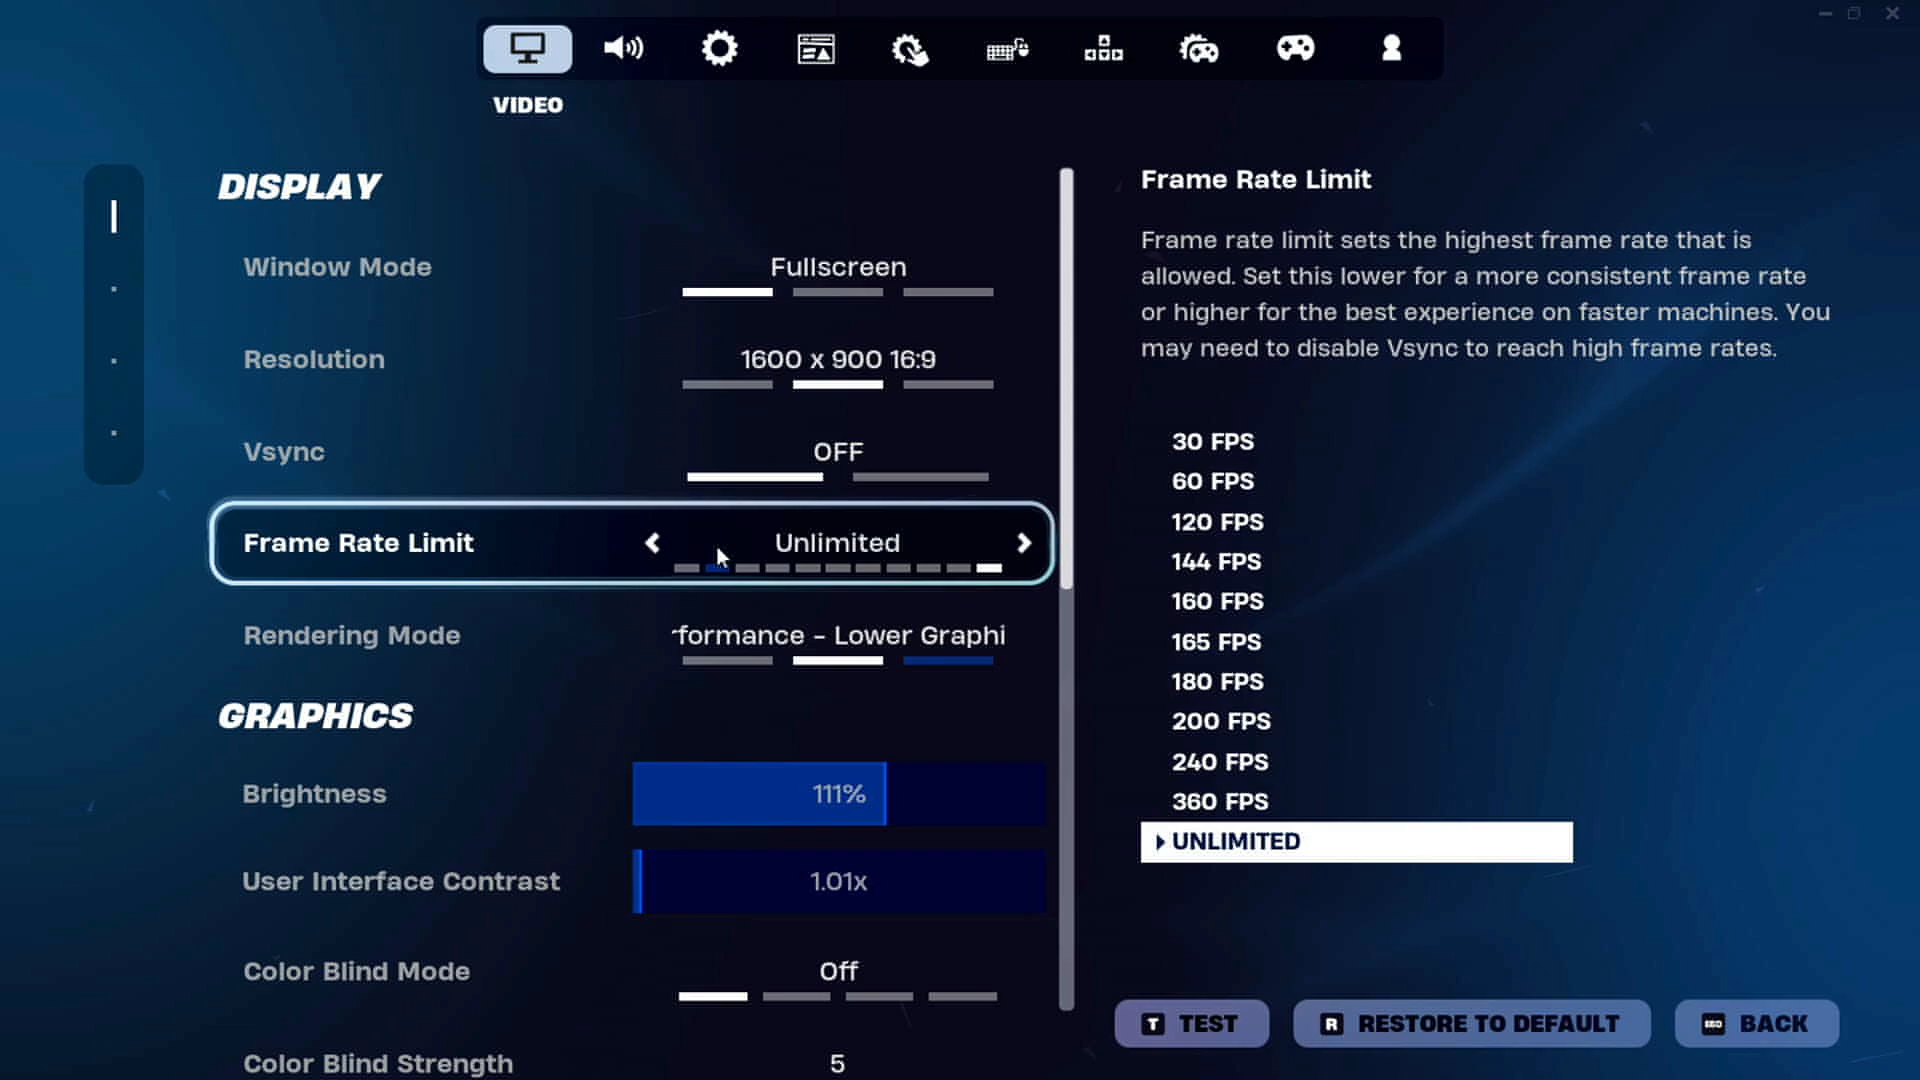 VIDEO
DISPLAY
Window Mode
Fullscreen
Resolution
1600 x 900 16:9
Vsync
OFF
Frame Rate Limit
Unlimited
Rendering Mode
rformance - Lower Graphi
GRAPHICS
Brightness
111%
User Interface Contrast
1.01x
Color Blind Mode
Off
Color Blind Strength
5
Frame Rate Limit
Frame rate limit sets the highest frame rate that is
allowed. Set this lower for a more consistent frame rate
or higher for the best experience on faster machines. You
may need to disable Vsync to reach high frame rates.
30 FPS
60 FPS
120 FPS
144 FPS
160 FPS
165 FPS
180 FPS
200 FPS
240 FPS
360 FPS
UNLIMITED
T TEST
R RESTORE TO DEFAULT
BACK